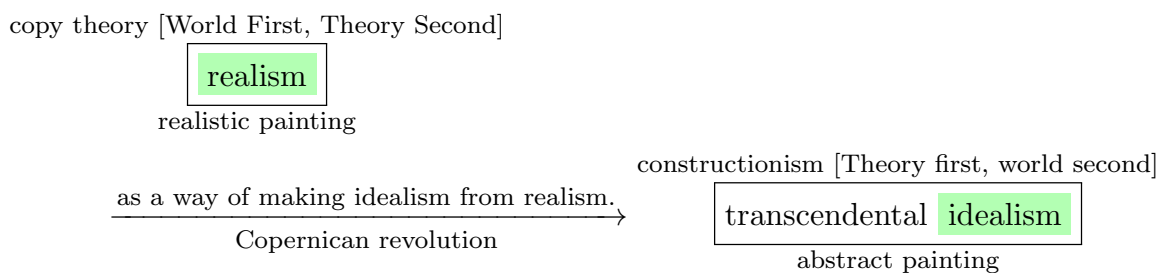 copy theory [World First, Theory Second]
realism
realistic painting
constructionism [Theory first, world second]
as a way of making idealism from realism.
transcendental idealism
Copernican revolution
abstract painting